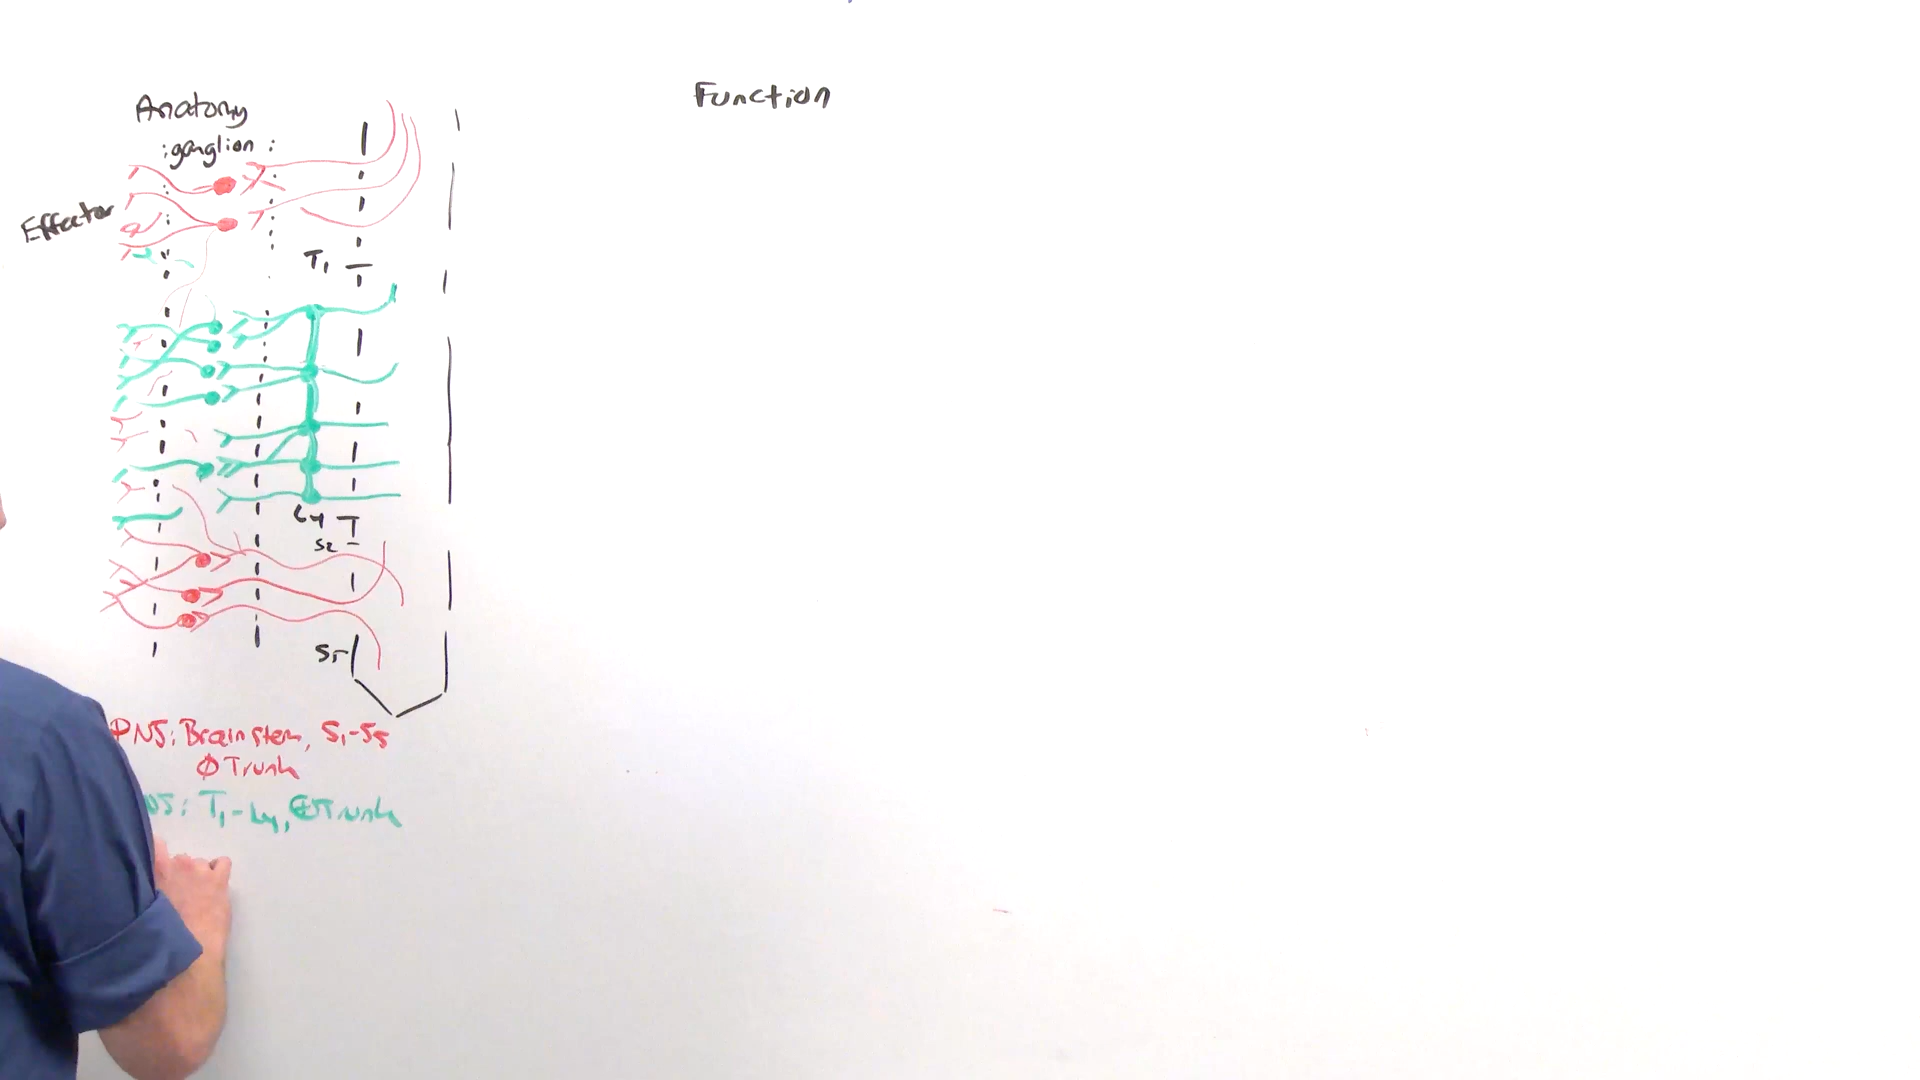 Anatomy
Function
ganglion
Effector
T1
L4
S2
S5
PNS: Brainstem, S1-S5
Ø Trunk
T1-L4, ⊕Trunk